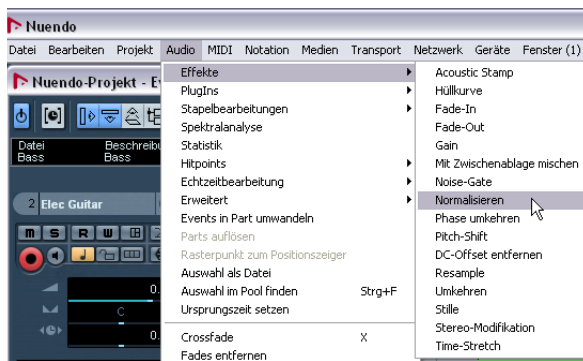 Nuendo
Datei Bearbeiten Projekt Audio MIDI Notation Medien Transport Netzwerk Geräte Fenster (1)
Nuendo-Projekt - E
Datei Beschreibu
Bass Bass
2 Elec Guitar
m S R W
0.
C
0.
Effekte
PlugIns
Stapelbearbeitungen
Spektralanalyse
Statistik
Hitpoints
Echtzeitbearbeitung
Erweitert
Events in Part umwandeln
Parts auflösen
Rasterpunkt zum Positionszeiger
Auswahl als Datei
Auswahl im Pool finden Strg+F
Ursprungszeit setzen
Crossfade X
Fades entfernen
Acoustic Stamp
Hüllkurve
Fade-In
Fade-Out
Gain
Mit Zwischenablage mischen
Noise-Gate
Normalisieren
Phase umkehren
Pitch-Shift
DC-Offset entfernen
Resample
Umkehren
Stille
Stereo-Modifikation
Time-Stretch